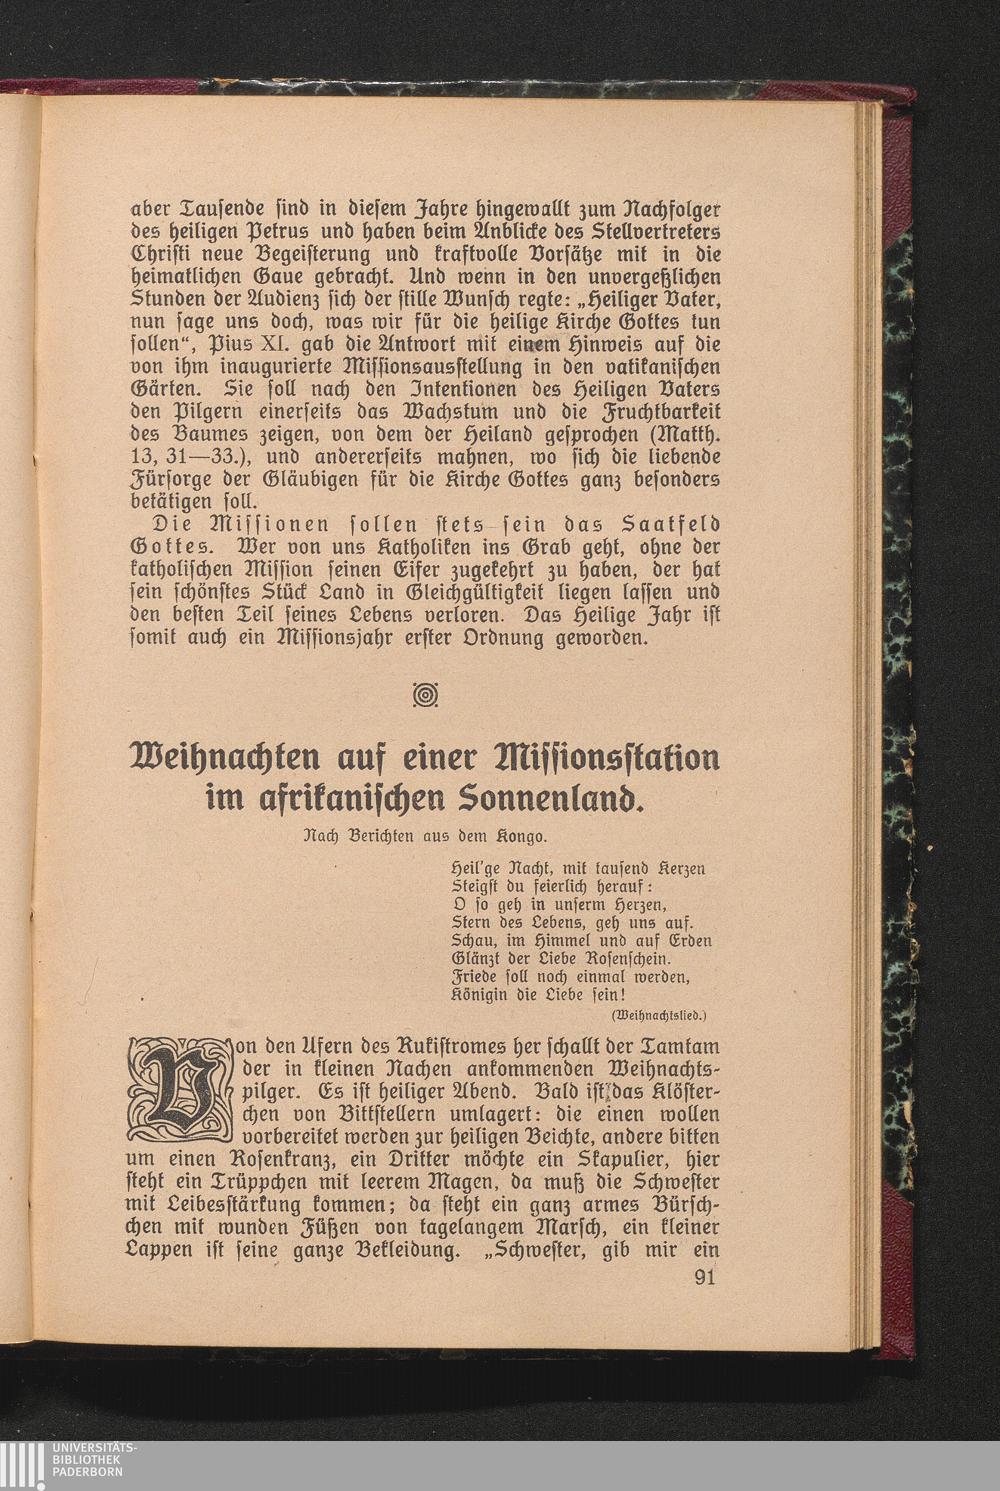 aber Tausende sind in diesem Jahre hingewallt zum Nachfolger
des heiligen Petrus und haben beim Anblicke des Stellvertreters
Christi neue Begeisterung und kraftvolle Vorsätze mit in die
heimatlichen Gaue gebracht. Und wenn in den unvergeßlichen
Stunden der Audienz sich der stille Wunsch regte: „Heiliger Vater,
nun sage uns doch, was wir für die heilige Kirche Gottes tun
sollen“, Pius XI. gab die Antwort mit einem Hinweis auf die
von ihm inaugurierte Missionsausstellung in den vatikanischen
Gärten. Sie soll nach den Intentionen des Heiligen Vaters
den Pilgern einerseits das Wachstum und die Fruchtbarkeit
des Baumes zeigen, von dem der Heiland gesprochen (Matth.
13, 31—33.), und andererseits mahnen, wo sich die liebende
Fürsorge der Gläubigen für die Kirche Gottes ganz besonders
betätigen soll.
Die Missionen sollen stets sein das Saatfeld
Gottes. Wer von uns Katholiken ins Grab geht, ohne der
katholischen Mission seinen Eifer zugekehrt zu haben, der hat
sein schönstes Stück Land in Gleichgültigkeit liegen lassen und
den besten Teil seines Lebens verloren. Das Heilige Jahr ist
somit auch ein Missionsjahr erster Ordnung geworden.
Weihnachten auf einer Missionsstation
im afrikanischen Sonnenland.
Nach Berichten aus dem Kongo.
Heil'ge Nacht, mit tausend Kerzen
Steigst du feierlich herauf:
O so geh in unserm Herzen,
Stern des Lebens, geh uns auf.
Schau, im Himmel und auf Erden
Glänzt der Liebe Rosenschein.
Friede soll noch einmal werden,
Königin die Liebe sein!
(Weihnachtslied.)
Von den Ufern des Rukistromes her schallt der Tamtam
der in kleinen Nachen ankommenden Weihnachts-
pilger. Es ist heiliger Abend. Bald ist das Klöster-
chen von Bittstellern umlagert: die einen wollen
vorbereitet werden zur heiligen Beichte, andere bitten
um einen Rosenkranz, ein Dritter möchte ein Skapulier, hier
steht ein Trüppchen mit leerem Magen, da muß die Schwester
mit Leibesstärkung kommen; da steht ein ganz armes Bürsch-
chen mit wunden Füßen von tagelangem Marsch, ein kleiner
Lappen ist seine ganze Bekleidung. „Schwester, gib mir ein
91
UNIVERSITÄTS-
BIBLIOTHEK
PADERBORN